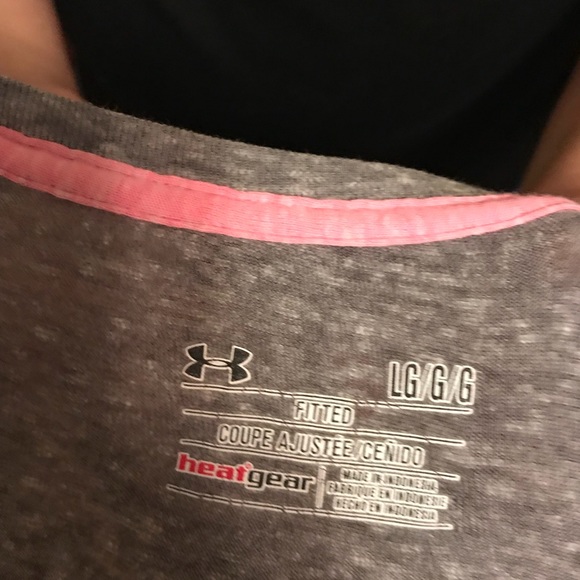 LG/G/G
FITTED
COUPE AJUSTÉE/CEÑIDO
heatgear
MADE IN INDONESIA
FABRIQUÉ EN INDONÉSIE
HECHO EN INDONESIA